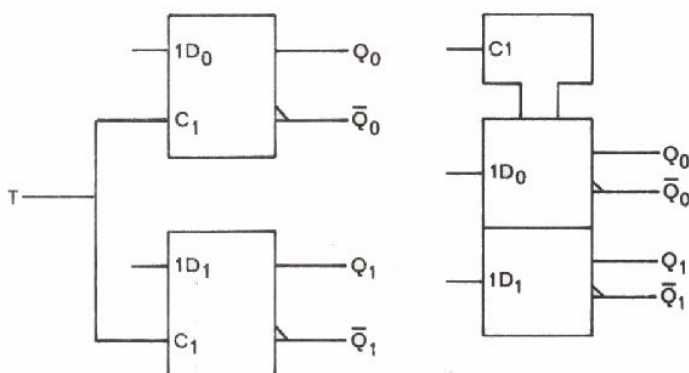 1D₀ Q₀
C₁ Q̄₀
T
1D₁ Q₁
C₁ Q̄₁
C1
1D₀ Q₀
Q̄₀
1D₁ Q₁
Q̄₁